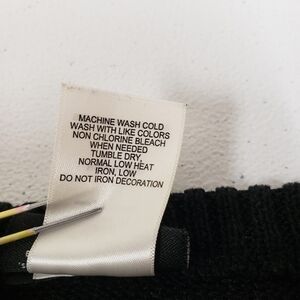 MACHINE WASH COLD
WASH WITH LIKE COLORS
NON CHLORINE BLEACH
WHEN NEEDED
TUMBLE DRY,
NORMAL LOW HEAT
IRON, LOW
DO NOT IRON DECORATION